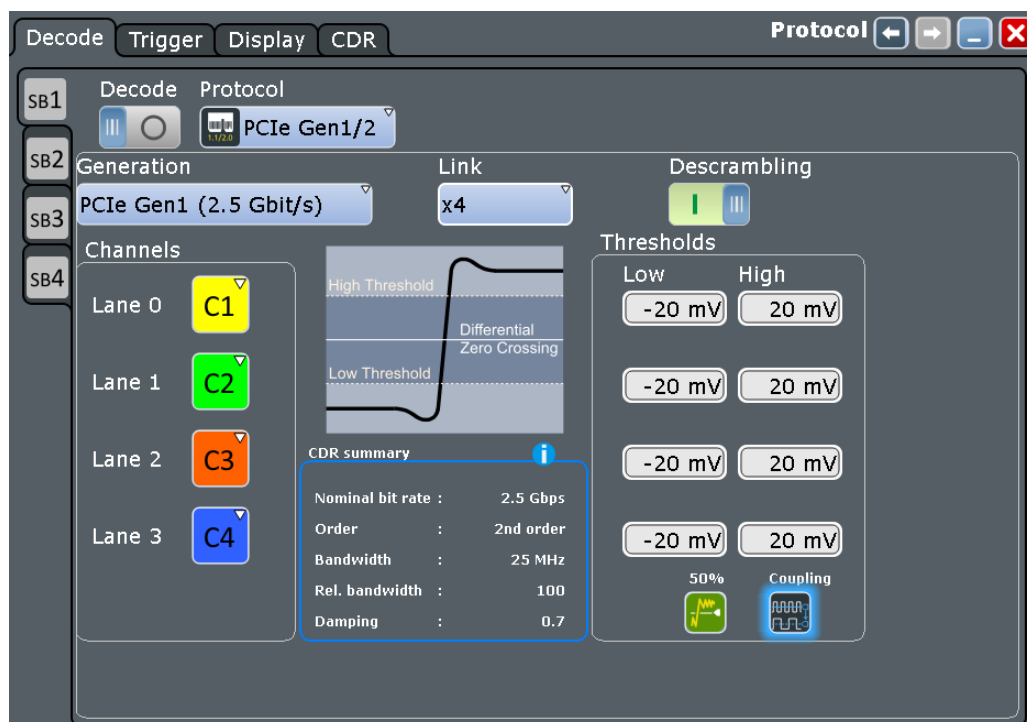 Decode Trigger Display CDR Protocol
SB1 Decode Protocol
1.1/2.0 PCIe Gen1/2
SB2 Generation Link Descrambling
PCIe Gen1 (2.5 Gbit/s) x4 I
SB3
Channels Thresholds
SB4 High Threshold Low High
Lane 0 C1 -20 mV 20 mV
Differential
Zero Crossing
Low Threshold
Lane 1 C2 -20 mV 20 mV
CDR summary i
Lane 2 C3 -20 mV 20 mV
Nominal bit rate : 2.5 Gbps
Order : 2nd order
Lane 3 C4 -20 mV 20 mV
Bandwidth : 25 MHz
50% Coupling
Rel. bandwidth : 100
Damping : 0.7